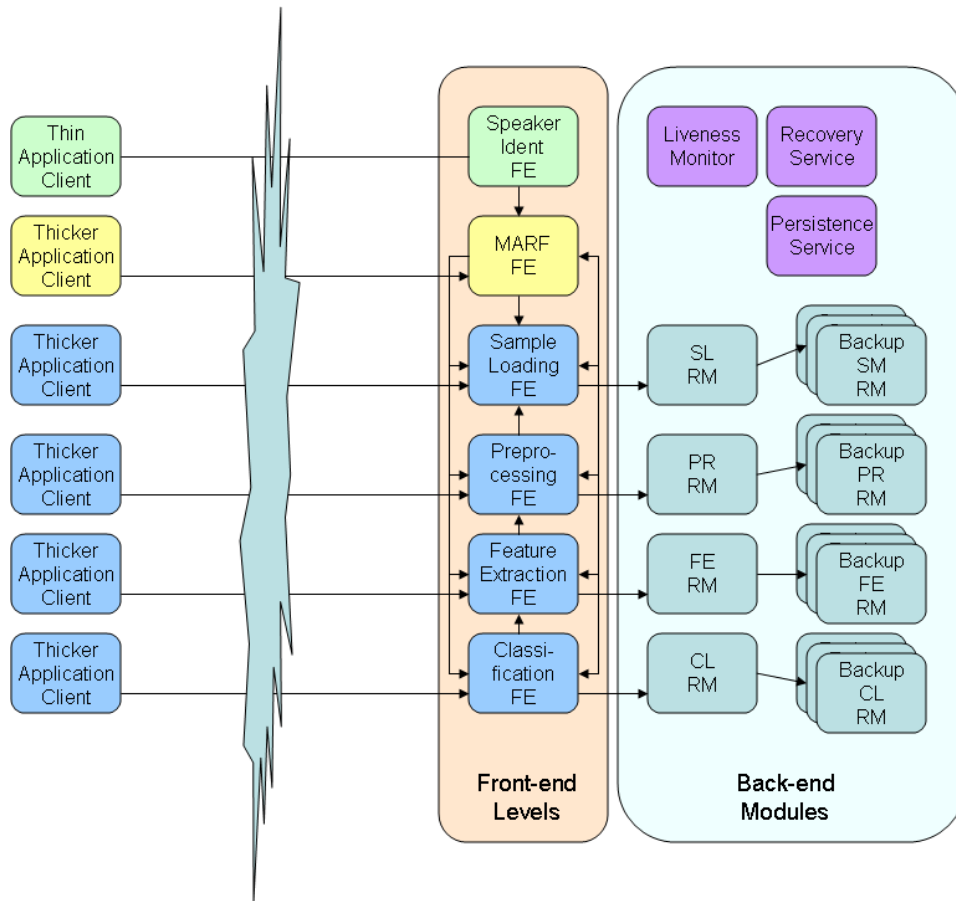 Thin
Application
Client
Speaker
Ident
FE
Liveness
Monitor
Recovery
Service
Thicker
Application
Client
MARF
FE
Persistence
Service
Thicker
Application
Client
Sample
Loading
FE
SL
RM
Backup
SM
RM
Thicker
Application
Client
Prepro-
cessing
FE
PR
RM
Backup
PR
RM
Thicker
Application
Client
Feature
Extraction
FE
FE
RM
Backup
FE
RM
Thicker
Application
Client
Classi-
ification
FE
CL
RM
Backup
CL
RM
Front-end
Levels
Back-end
Modules